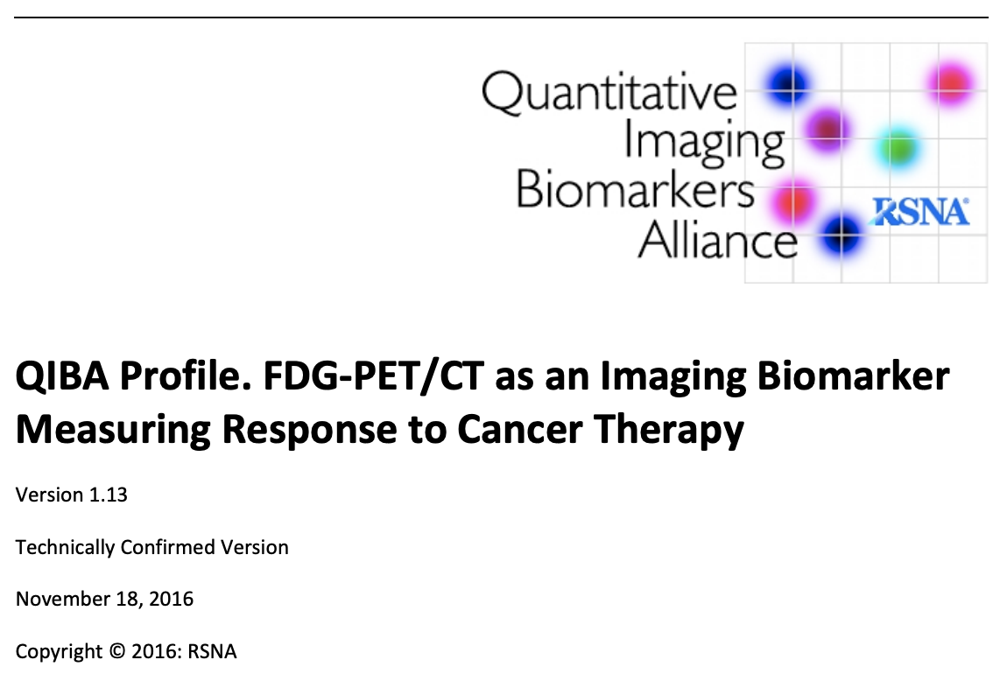 Quantitative
Imaging
Biomarkers
Alliance
RSNA®
QIBA Profile. FDG-PET/CT as an Imaging Biomarker
Measuring Response to Cancer Therapy
Version 1.13
Technically Confirmed Version
November 18, 2016
Copyright © 2016: RSNA